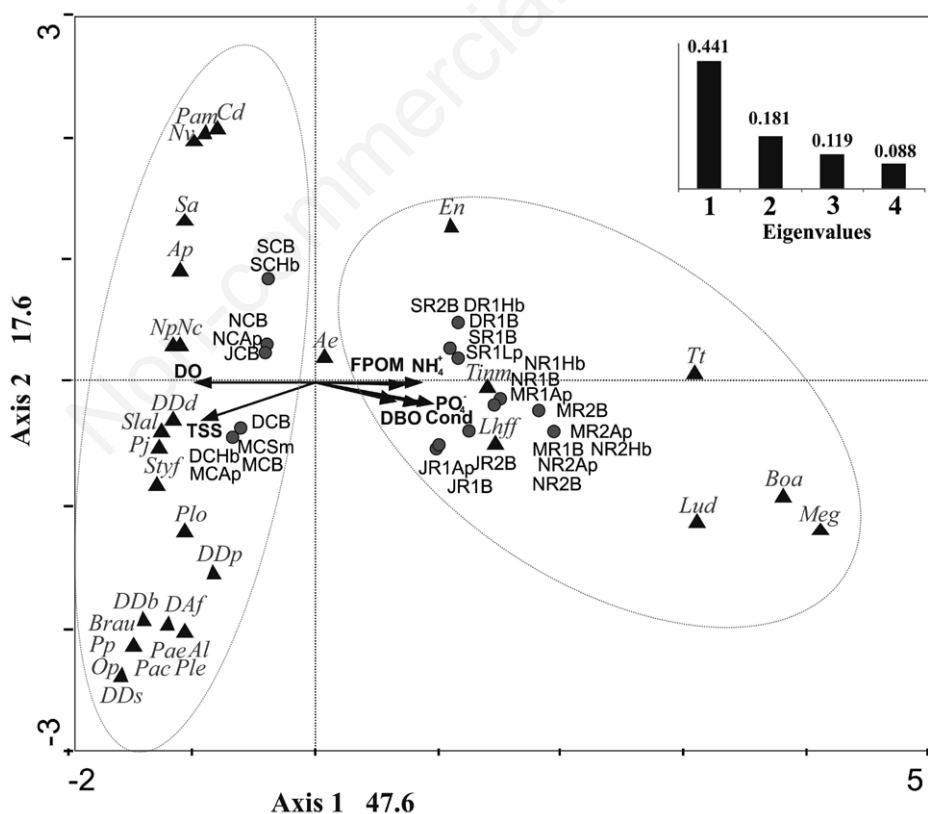 3
Non-commercial
0.441
0.181
0.119
0.088
1 2 3 4
Eigenvalues
Pam Cd
Ny
Sa
Ap
En
SCB
SCHb
NCB
NCAp
JCB
NpNc
Ae
SR2B DR1Hb
DR1B
SR1B
SR1Lp
NR1Hb
NR1B
Tinm
MR1Ap
Tt
DO
FPOM NH₄⁺
PO₄⁻
DBO Cond
TSS
DDd
Slal
Pj
Styf
DCB
DCHb MCSm
MCAp MCB
Lhff
MR2B
MR2Ap
MR1B NR2Hb
NR2Ap
NR2B
JR1Ap JR2B
JR1B
Boa
Lud
Meg
Plo
DDp
DDb DAf
Brau
Pp Pae Al
Op Pac Ple
DDs
Axis 2 17.6
-3
-2
5
Axis 1 47.6